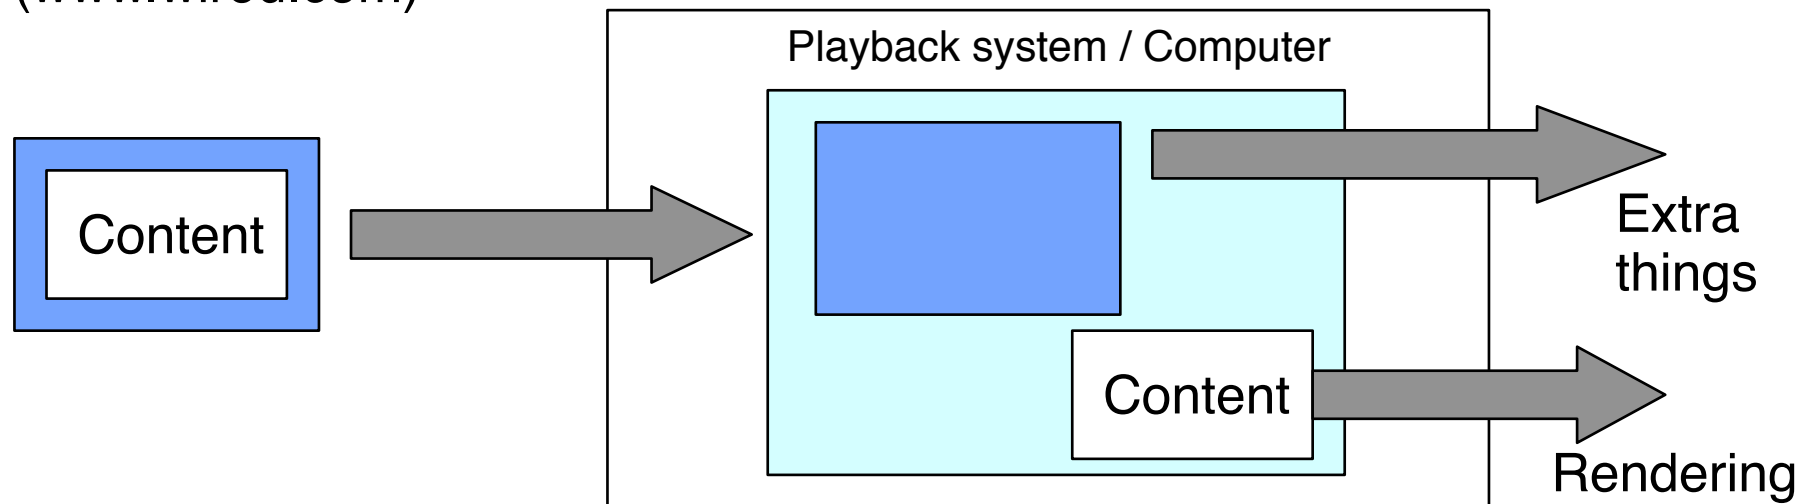 Playback system / Computer
Content
Extra
things
Content
Rendering